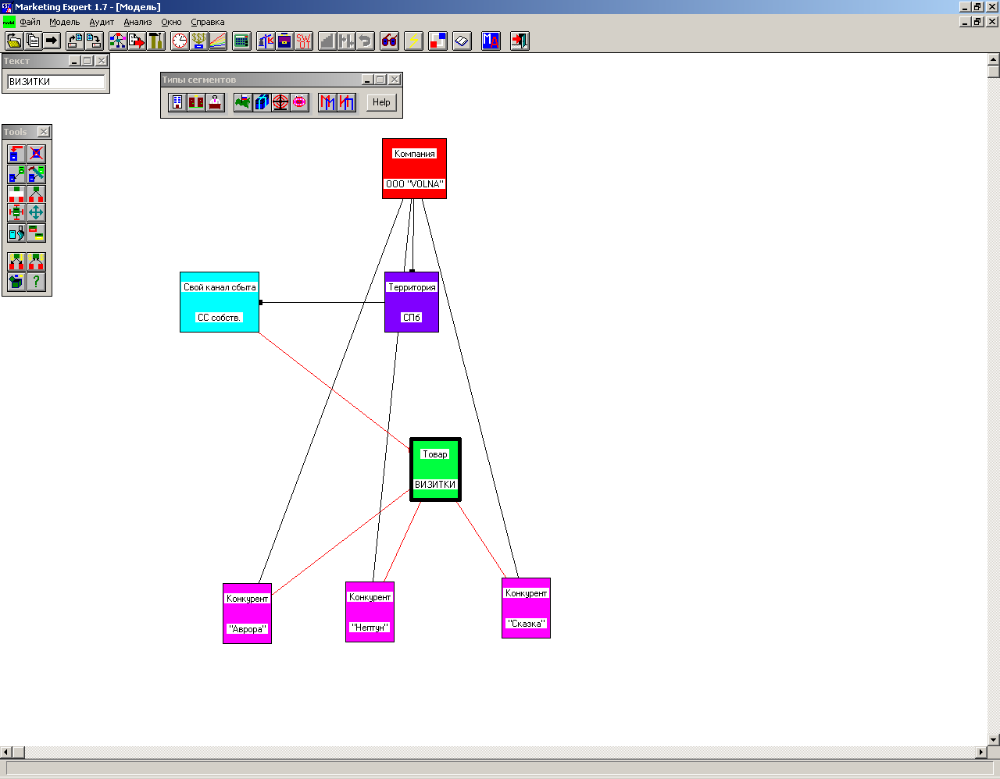 Marketing Expert 1.7 - [Модель]
Файл Модель Аудит Анализ Окно Справка
Текст
ВИЗИТКИ
Типы сегментов
Help
Tools
Компания
ООО "VOLNA"
Свой канал сбыта
СС собств.
Территория
СПб
Товар
ВИЗИТКИ
Конкурент
"Аврора"
Конкурент
"Нептун"
Конкурент
"Сказка"